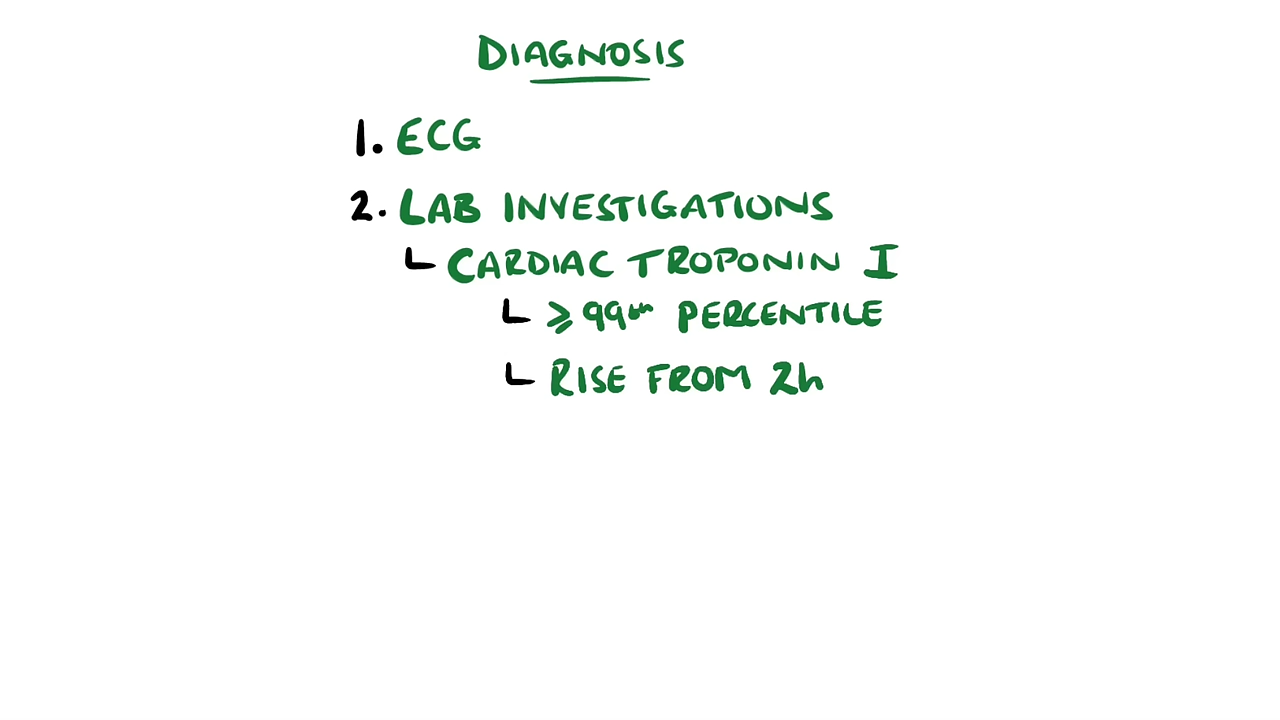 DIAGNOSIS
1. ECG
2. LAB INVESTIGATIONS
CARDIAC TROPONIN I
≥99th PERCENTILE
RISE FROM 2h